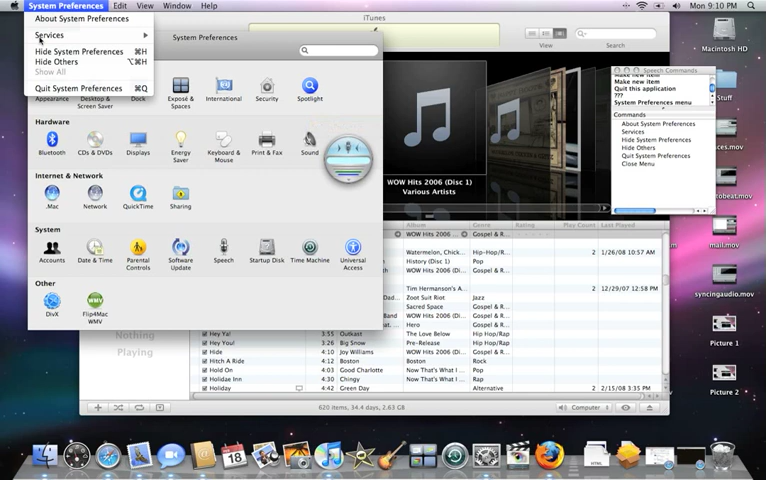 System Preferences Edit View Window Help
Mon 9:10 PM
About System Preferences
Services
Hide System Preferences ⌘H
Hide Others ⌥⌘H
Show All
Quit System Preferences ⌘Q
System Preferences
iTunes
View
Search
Appearance
Desktop & Screen Saver
Dock
Exposé & Spaces
International
Security
Spotlight
Hardware
Bluetooth
CDs & DVDs
Displays
Energy Saver
Keyboard & Mouse
Print & Fax
Sound
Internet & Network
.Mac
Network
QuickTime
Sharing
System
Accounts
Date & Time
Parental Controls
Software Update
Speech
Startup Disk
Time Machine
Universal Access
Other
DivX
Flip4Mac WMV
WOW Hits 2006 (Disc 1)
Various Artists
Speech Commands
Make new item
Make new item
Quit this application
???
System Preferences menu
Commands
About System Preferences
Services
Hide System Preferences
Hide Others
Quit System Preferences
Close Menu
Macintosh HD
Stuff
mail.mov
syncingaudio.mov
Picture 1
Picture 2
Album Genre Rating Play Count Last Played
WOW Hits 2006 ... Gospel & R...
Watermelon, Chick... Hip-Hop/R... 2 1/26/08 10:57 AM
History (Disc 1) Pop
Tim Hermanson's A... 2 12/29/07 12:58 PM
Zoot Suit Riot Jazz
Sacred Space Gospel & R...
WOW Hits 2006 (Di... Gospel & R...
Hero Gospel & R...
Nothing
Playing
Hey Ya! 3:55 Outkast The Love Below Hip Hop/Rap
Hey You! 3:26 Big Snow Pre-Release Hip Hop/Rap
Hide 4:10 Joy Williams WOW Hits 2006 (Di... Gospel & R...
Hitch A Ride 4:12 Boston Boston Rock
Hold On 4:05 Good Charlotte Now That's What I... Pop
Holidae Inn 4:30 Chingy Now That's What I... Rap
Holiday 4:42 Green Day Alternative 2 2/15/08 3:35 PM
620 items, 34.4 days, 2.63 GB
Computer
18
HTML